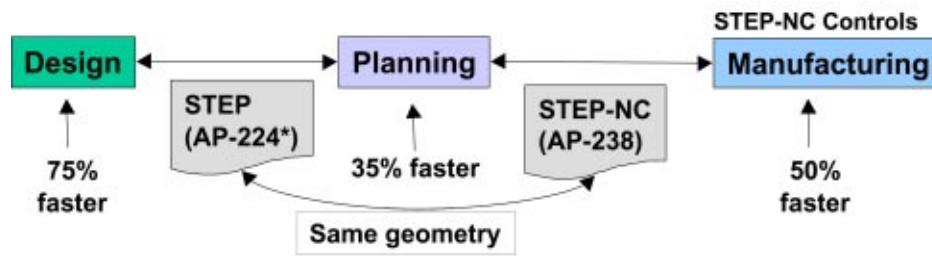 STEP-NC Controls
Design
Planning
Manufacturing
STEP
(AP-224*)
STEP-NC
(AP-238)
75%
faster
35% faster
50%
faster
Same geometry